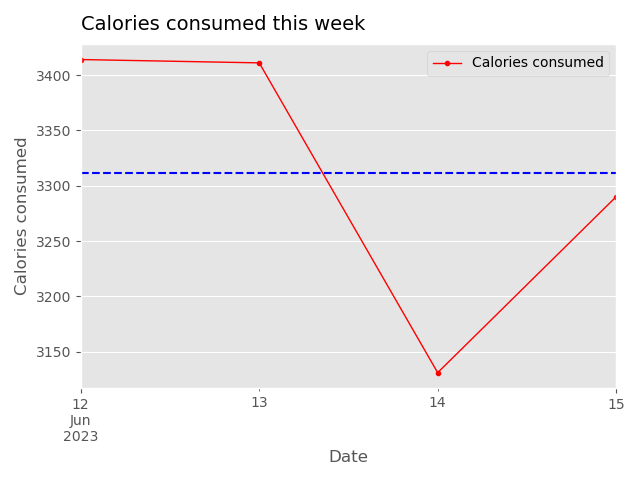 Calories consumed this week
Calories consumed
3400
3350
3300
3250
3200
3150
Calories consumed
12
Jun
2023
13
14
15
Date